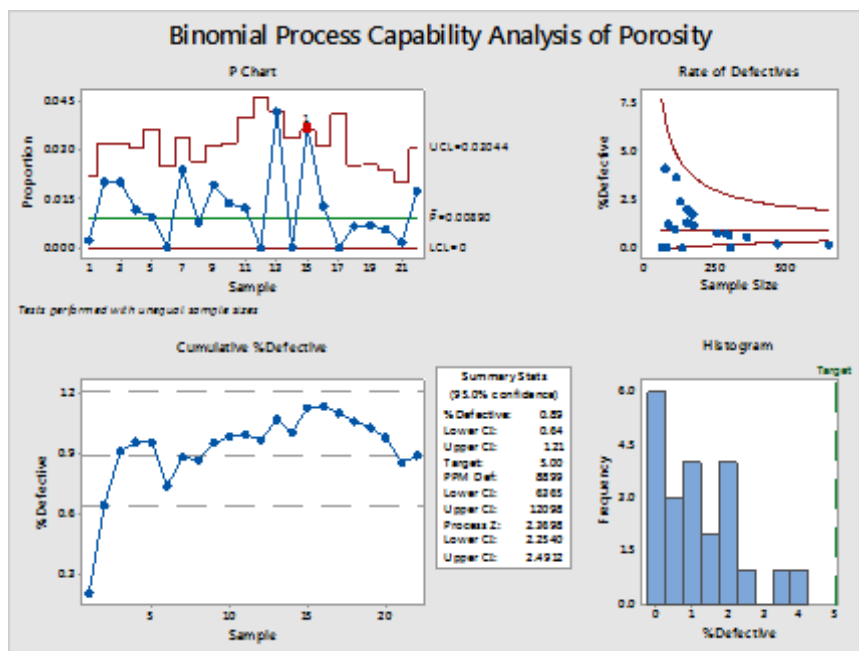 Binomial Process Capability Analysis of Porosity
P Chart
0.045
0.030
0.015
0.000
Proportion
1
UCL=0.03044
P̄=0.00890
LCL=0
1 3 5 7 9 11 13 15 17 19 21
Sample
Tests performed with unequal sample sizes
Rate of Defectives
7.5
5.0
2.5
0.0
%Defective
0 250 500
Sample Size
Cumulative %Defective
1.2
0.9
0.6
0.3
%Defective
5 10 15 20
Sample
Summary Stats
(95.0% confidence)
%Defective: 0.89
Lower CI: 0.64
Upper CI: 1.21
Target: 5.00
PPM Def: 8899
Lower CI: 6365
Upper CI: 12098
Process Z: 2.3698
Lower CI: 2.2540
Upper CI: 2.4912
Histogram
Target
6.0
4.5
3.0
1.5
0.0
Frequency
0 1 2 3 4 5
%Defective